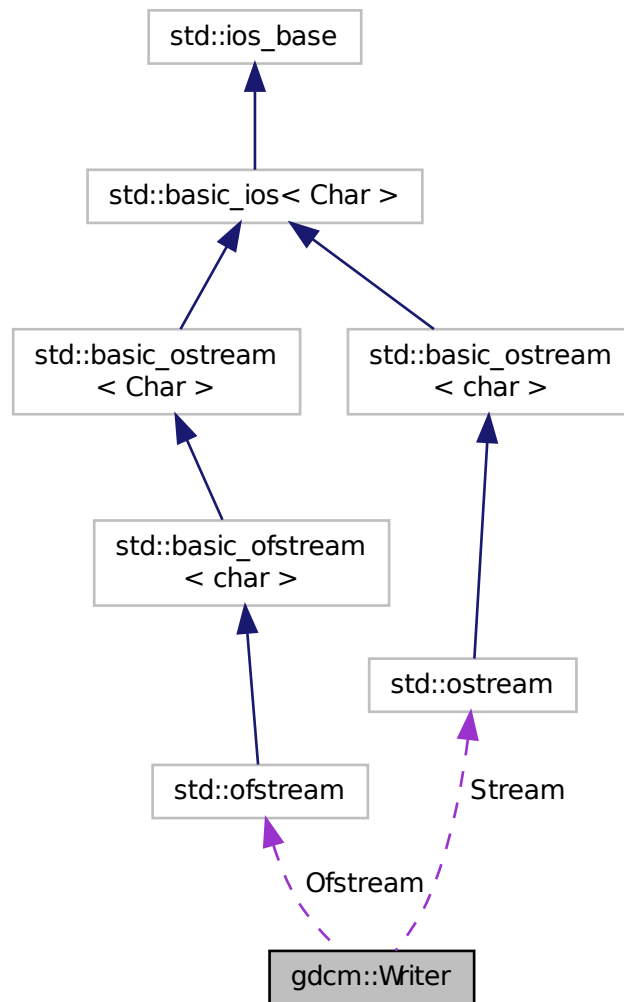 std::ios_base
std::basic_ios< Char >
std::basic_ostream
< Char >
std::basic_ostream
< char >
std::basic_ofstream
< char >
std::ostream
std::ofstream
Stream
Ofstream
gdcm::Writer